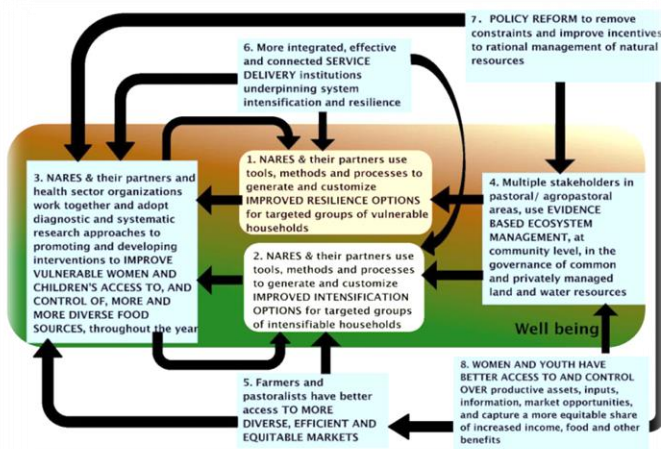 7. POLICY REFORM to remove
constraints and improve incentives
to rational management of natural
resources
6. More integrated, effective
and connected SERVICE
DELIVERY institutions
underpinning system
intensification and resilience
3. NARES & their partners and
health sector organizations
work together and adopt
diagnostic and systematic
research approaches to
promoting and developing
interventions to IMPROVE
VULNERABLE WOMEN AND
CHILDREN'S ACCESS TO, AND
CONTROL OF, MORE AND
MORE DIVERSE FOOD
SOURCES, throughout the year
1. NARES & their partners use
tools, methods and processes to
generate and customize
IMPROVED RESILIENCE OPTIONS
for targeted groups of vulnerable
households
2. NARES & their partners use
tools, methods and processes
to generate and customize
IMPROVED INTENSIFICATION
OPTIONS for targeted groups
of intensifiable households
4. Multiple stakeholders in
pastoral/ agropastoral
areas, use EVIDENCE
BASED ECOSYSTEM
MANAGEMENT, at
community level, in the
governance of common
and privately managed
land and water resources
Well being
5. Farmers and
pastoralists have better
access TO MORE
DIVERSE, EFFICIENT AND
EQUITABLE MARKETS
8. WOMEN AND YOUTH HAVE
BETTER ACCESS TO AND CONTROL
OVER productive assets, inputs,
information, market opportunities,
and capture a more equitable share
of increased income, food and other
benefits